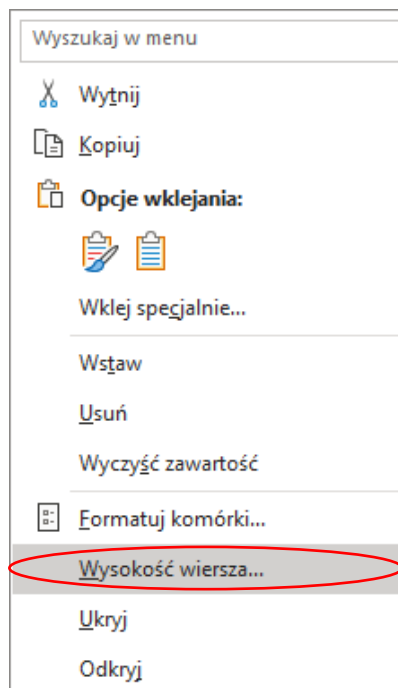 Wyszukaj w menu
Wytnij
Kopiuj
Opcje wklejania:
Wklej specjalnie...
Wstaw
Usuń
Wyczyść zawartość
Formatuj komórki...
Wysokość wiersza...
Ukryj
Odkryj